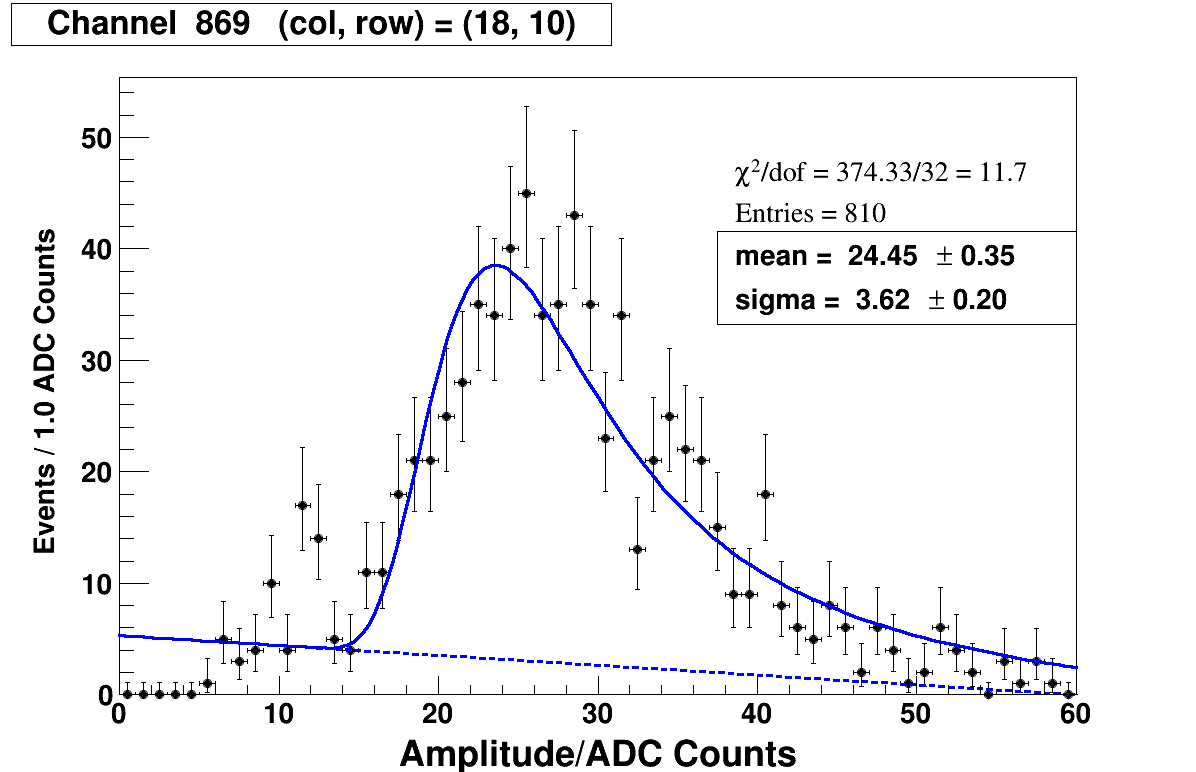 Channel 869 (col, row) = (18, 10)
χ²/dof = 374.33/32 = 11.7
Entries = 810
mean = 24.45 ± 0.35
sigma = 3.62 ± 0.20
50
40
30
20
10
0
Events / 1.0 ADC Counts
0 10 20 30 40 50 60
Amplitude/ADC Counts